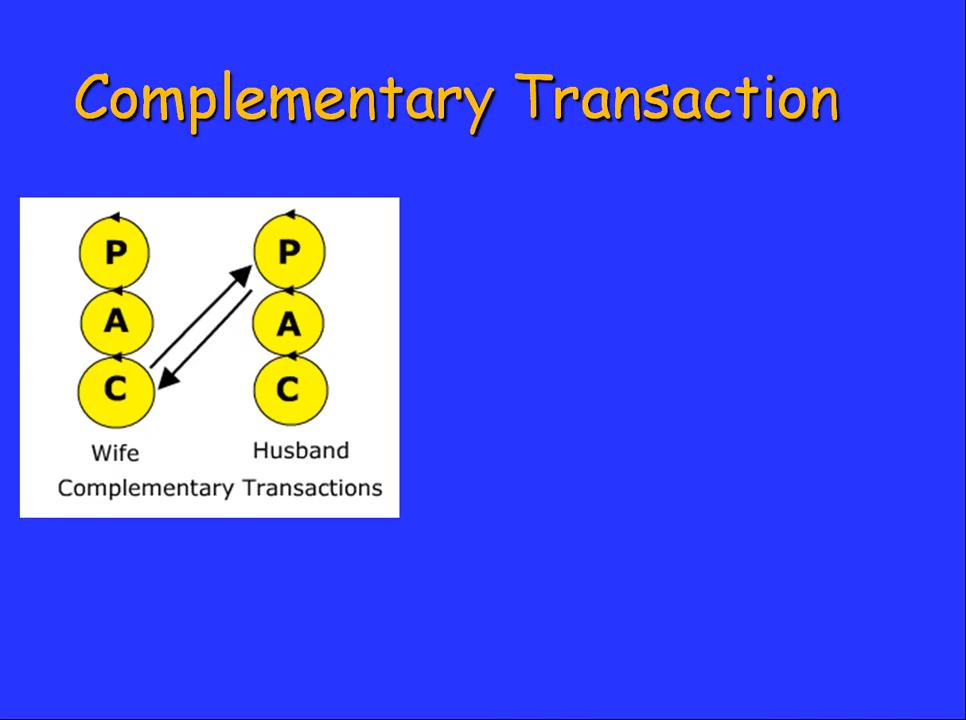 Complementary Transaction
P P
A A
C C
Wife Husband
Complementary Transactions